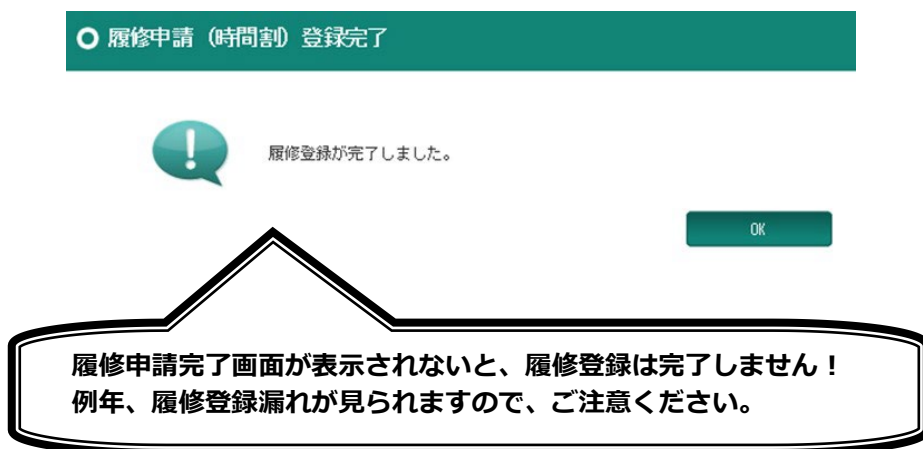 履修申請（時間割）登録完了
履修登録が完了しました。
OK
履修申請完了画面が表示されないと、履修登録は完了しません！
例年、履修登録漏れが見られますので、ご注意ください。